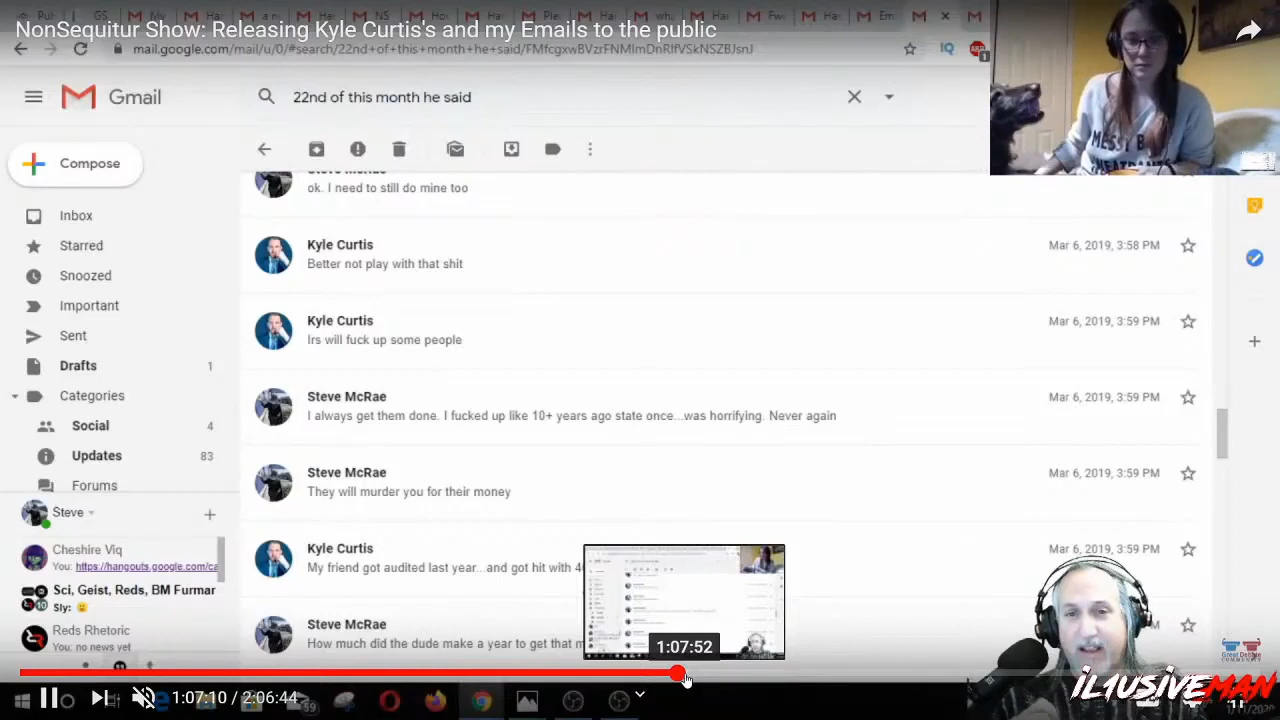 NonSequitur Show: Releasing Kyle Curtis's and my Emails to the public
mail.google.com/mail/u/0/#search/22nd+of+this+month+he+said/
Gmail
22nd of this month he said
Compose
Inbox
Starred
Snoozed
Important
Sent
Drafts 1
Categories
Social 4
Updates 83
Forums
Steve
Cheshire Viq
You: https://hangouts.google.com/ca
Sci, Geist, Reds, BM Furmar
Sly:
Reds Rhetoric
You: no news yet
Steve McRae
ok. I need to still do mine too
Kyle Curtis Mar 6, 2019, 3:58 PM
Better not play with that shit
Kyle Curtis Mar 6, 2019, 3:59 PM
Irs will fuck up some people
Steve McRae Mar 6, 2019, 3:59 PM
I always get them done. I fucked up like 10+ years ago state once...was horrifying. Never again
Steve McRae Mar 6, 2019, 3:59 PM
They will murder you for their money
Kyle Curtis Mar 6, 2019, 3:59 PM
My friend got audited last year...and got hit with
Steve McRae
How much did the dude make a year to get that
MESSY B
SWEATPANTS
1:07:52
1:07:10 / 2:06:44
Great Debate
COMMUNITY
iL1USiVEMAN